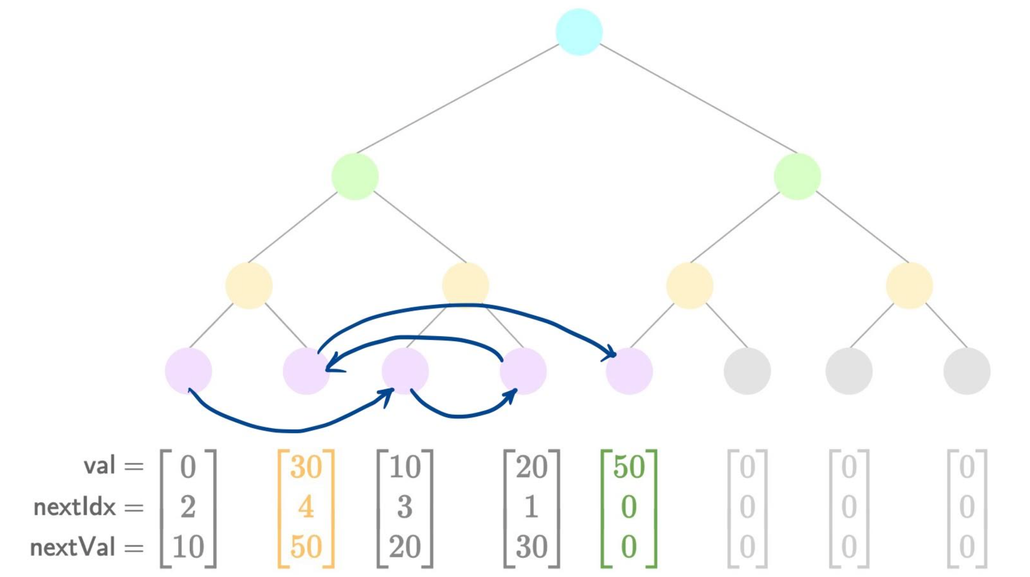 val = [0] [30] [10] [20] [50] [0] [0] [0]
nextIdx = [2] [4] [3] [1] [0] [0] [0] [0]
nextVal = [10] [50] [20] [30] [0] [0] [0] [0]